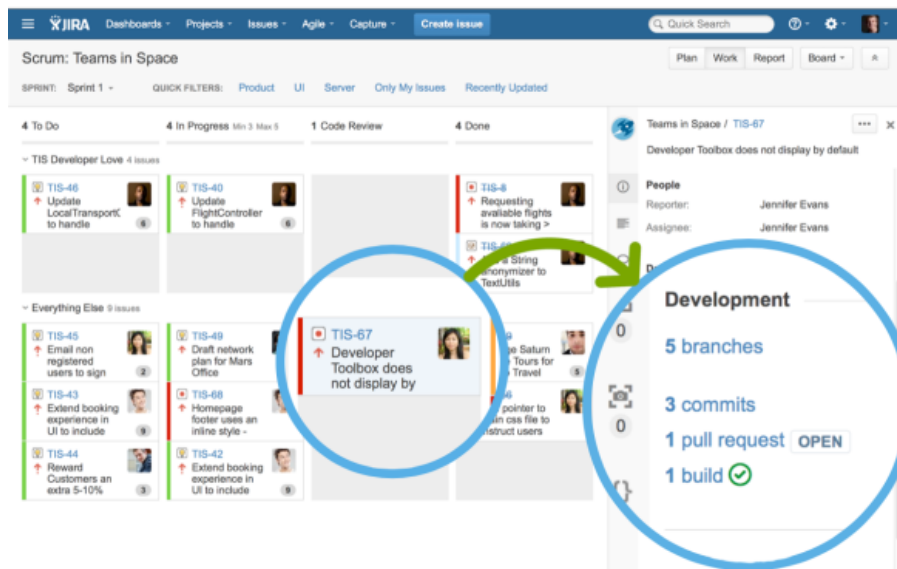 JIRA Dashboards Projects Issues Agile Capture Create issue Quick Search
Scrum: Teams in Space
Plan Work Report Board
SPRINT: Sprint 1 QUICK FILTERS: Product UI Server Only My Issues Recently Updated
4 To Do 4 In Progress Min 3 Max 5 1 Code Review 4 Done
TIS Developer Love 4 issues
TIS-46
Update
LocalTransportC
to handle
6
TIS-40
Update
FlightController
to handle
6
TIS-8
Requesting
available flights
is now taking >
a String
anonymizer to
TextUtils
Everything Else 9 issues
TIS-45
Email non
registered
users to sign
2
TIS-49
Draft network
plan for Mars
Office
TIS-67
Developer
Toolbox does
not display by
Saturn
Tours for
Travel
5
TIS-43
Extend booking
experience in
UI to include
9
TIS-68
Homepage
footer uses an
inline style -
pointer to
css file to
users
TIS-44
Reward
Customers an
extra 5-10%
3
TIS-42
Extend booking
experience in
UI to include
9
Teams in Space / TIS-67
Developer Toolbox does not display by default
People
Reporter: Jennifer Evans
Assignee: Jennifer Evans
Development
0
5 branches
3 commits
0
1 pull request OPEN
1 build